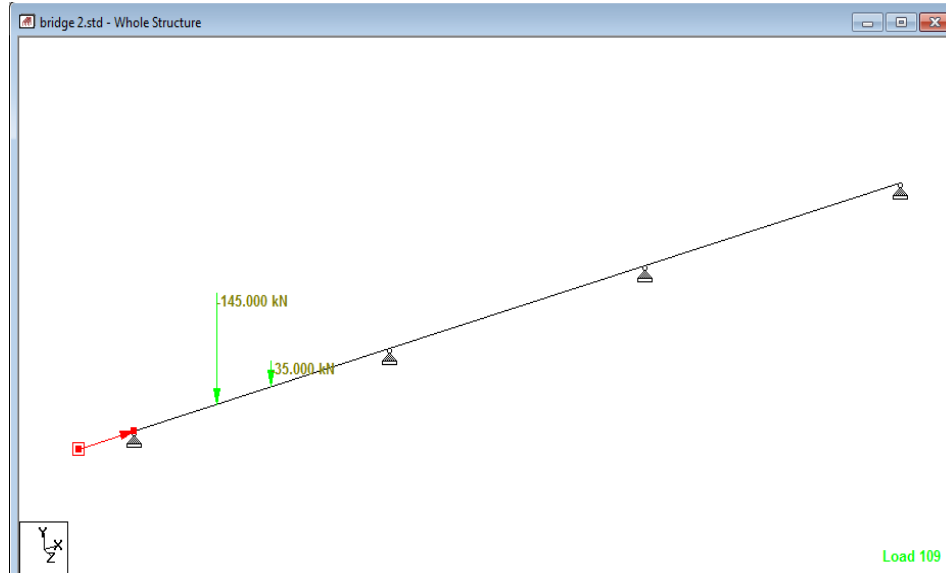 bridge 2.std - Whole Structure
-145.000 kN
35.000 kN
Y
X
Z
Load 109